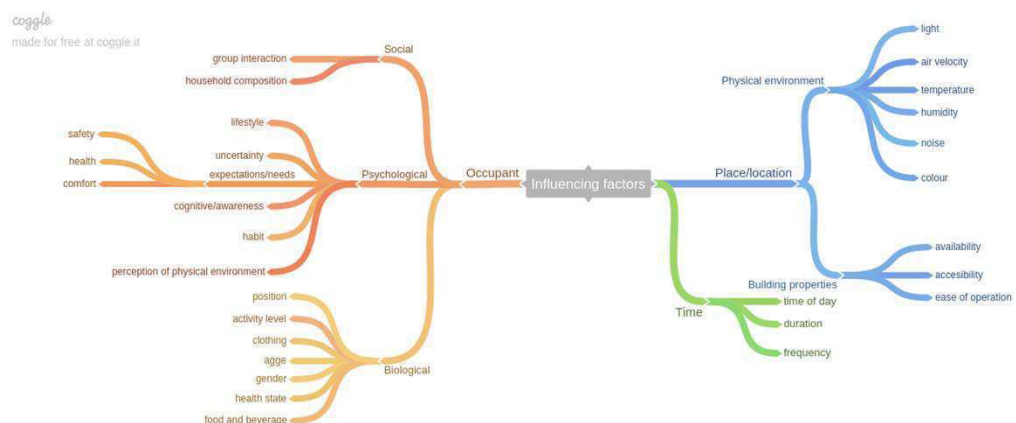 coggle
made for free at coggle.it
Social
group interaction
household composition
lifestyle
uncertainty
expectations/needs
safety
health
comfort
cognitive/awareness
habit
perception of physical environment
Psychological
Occupant
position
activity level
clothing
agge
gender
health state
food and beverage
Biological
Influencing factors
Place/location
Physical environment
light
air velocity
temperature
humidity
noise
colour
Building properties
availability
accesibility
ease of operation
Time
time of day
duration
frequency